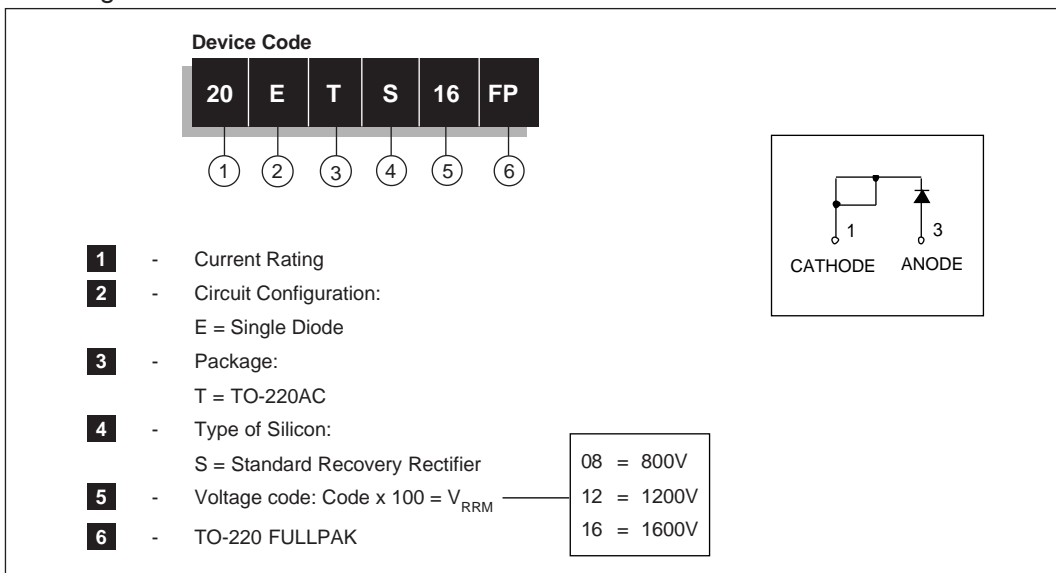 Device Code
20 E T S 16 FP
1 2 3 4 5 6
1 - Current Rating
2 - Circuit Configuration:
E = Single Diode
3 - Package:
T = TO-220AC
4 - Type of Silicon:
S = Standard Recovery Rectifier
5 - Voltage code: Code x 100 = VRRM
6 - TO-220 FULLPAK
08 = 800V
12 = 1200V
16 = 1600V
1 3
CATHODE ANODE